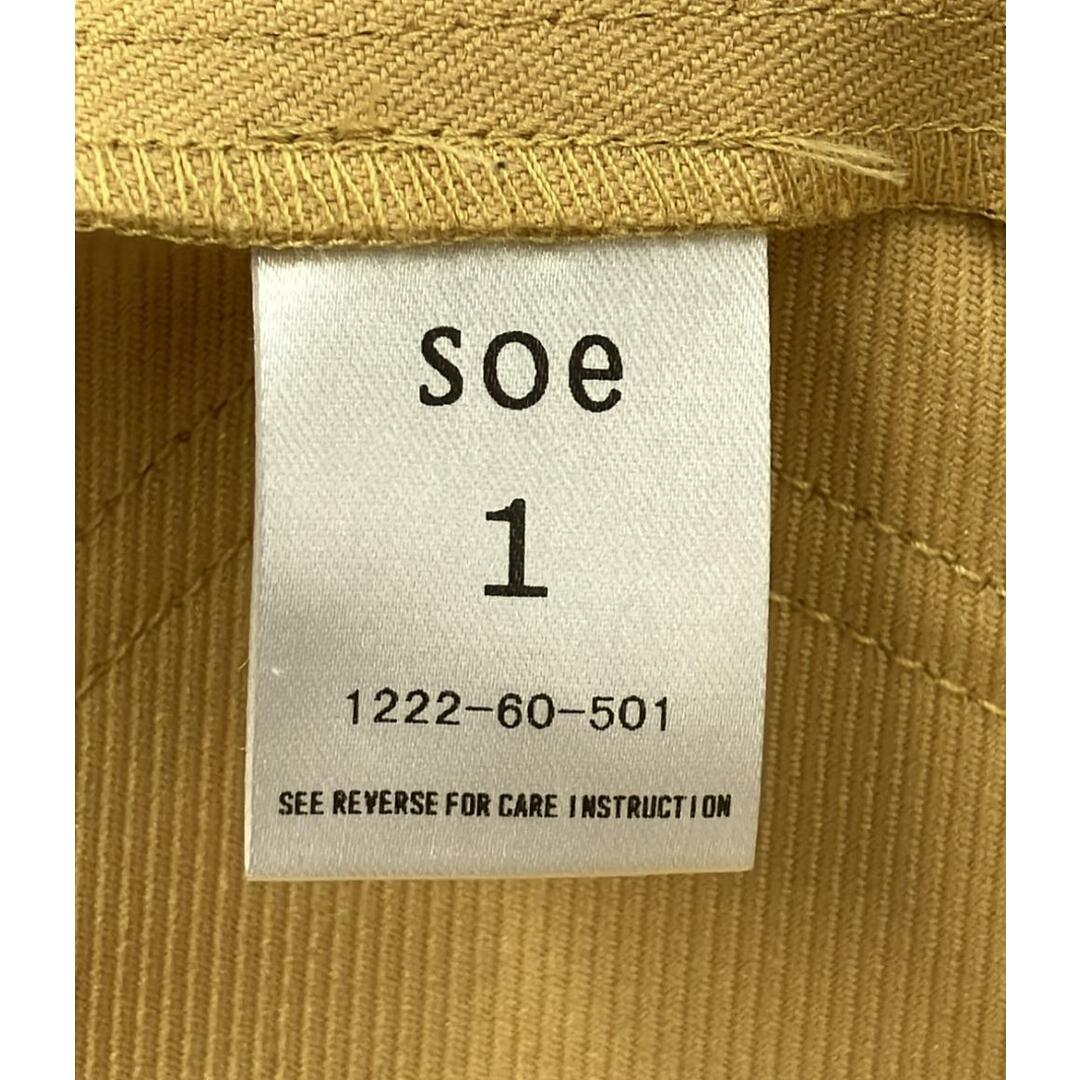 soe
1
1222-60-501
SEE REVERSE FOR CARE INSTRUCTION